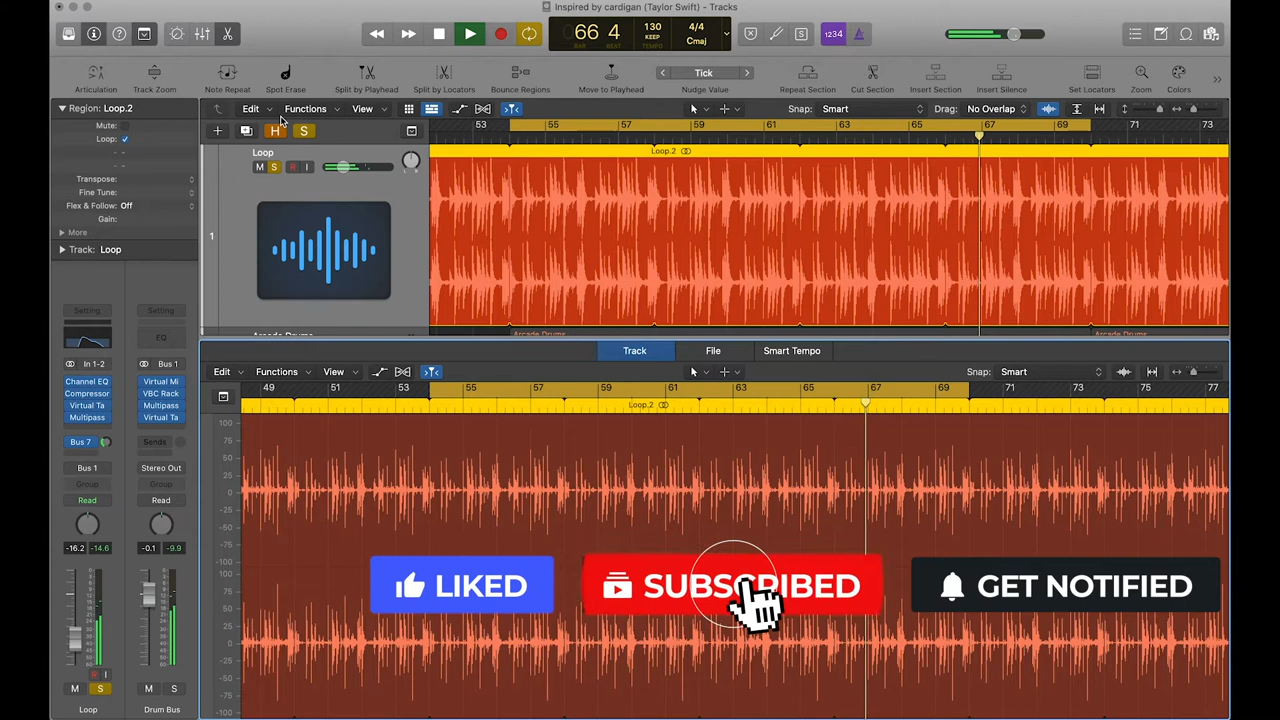 Inspired by cardigan (Taylor Swift) - Tracks
66 4
BAR BEAT
130
KEEP
TEMPO
4/4
Cmaj
1234
Articulation
Track Zoom
Note Repeat
Spot Erase
Split by Playhead
Split by Locators
Bounce Regions
Move to Playhead
Tick
Nudge Value
Repeat Section
Cut Section
Insert Section
Insert Silence
Set Locators
Zoom
Colors
Region: Loop.2
Mute:
Loop:
Transpose:
Fine Tune:
Flex & Follow: Off
Gain:
More
Track: Loop
Edit
Functions
View
Snap: Smart
Drag: No Overlap
H
S
53 55 57 59 61 63 65 67 69 71 73
Loop
M S R I
L R
1
Loop.2
Arcade Drums
Arcade Drums
Arcade Drums
Track
File
Smart Tempo
Edit
Functions
View
Snap: Smart
49 51 53 55 57 59 61 63 65 67 69 71 73 75 77
Loop.2
100
75
50
25
0
-25
-50
-75
-100
100
75
50
25
0
-25
-50
-75
-100
Setting
Setting
EQ
In 1-2
Bus 1
Channel EQ
Compressor
Virtual Ta
Multipass
Virtual Mi
VBC Rack
Multipass
Virtual Ta
Bus 7
Sends
Bus 1
Stereo Out
Group
Group
Read
Read
-16.2 -14.6
-0.1 -9.9
R I
M S
M S
Loop
Drum Bus
LIKED
SUBSCRIBED
GET NOTIFIED